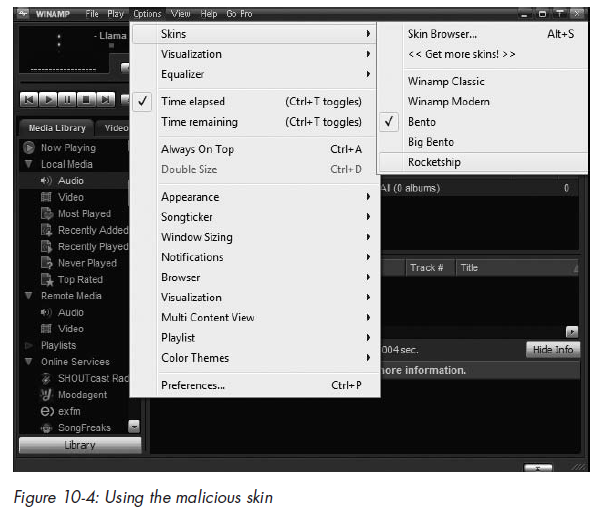 WINAMP File Play Options View Help Go Pro
- Llama
Skins
Visualization
Equalizer
Time elapsed (Ctrl+T toggles)
Time remaining (Ctrl+T toggles)
Always On Top Ctrl+A
Double Size Ctrl+D
Appearance
Songticker
Window Sizing
Notifications
Browser
Visualization
Multi Content View
Playlist
Color Themes
Preferences... Ctrl+P
Skin Browser... Alt+S
<< Get more skins! >>
Winamp Classic
Winamp Modern
Bento
Big Bento
Rocketship
Media Library Video
Now Playing
Local Media
Audio
Video
Most Played
Recently Added
Recently Played
Never Played
Top Rated
Remote Media
Audio
Video
Playlists
Online Services
SHOUTcast Rad
Moodagent
exfm
SongFreaks
Library
All (0 albums) 0
Track # Title
004 sec. Hide Info
more information.
Figure 10-4: Using the malicious skin